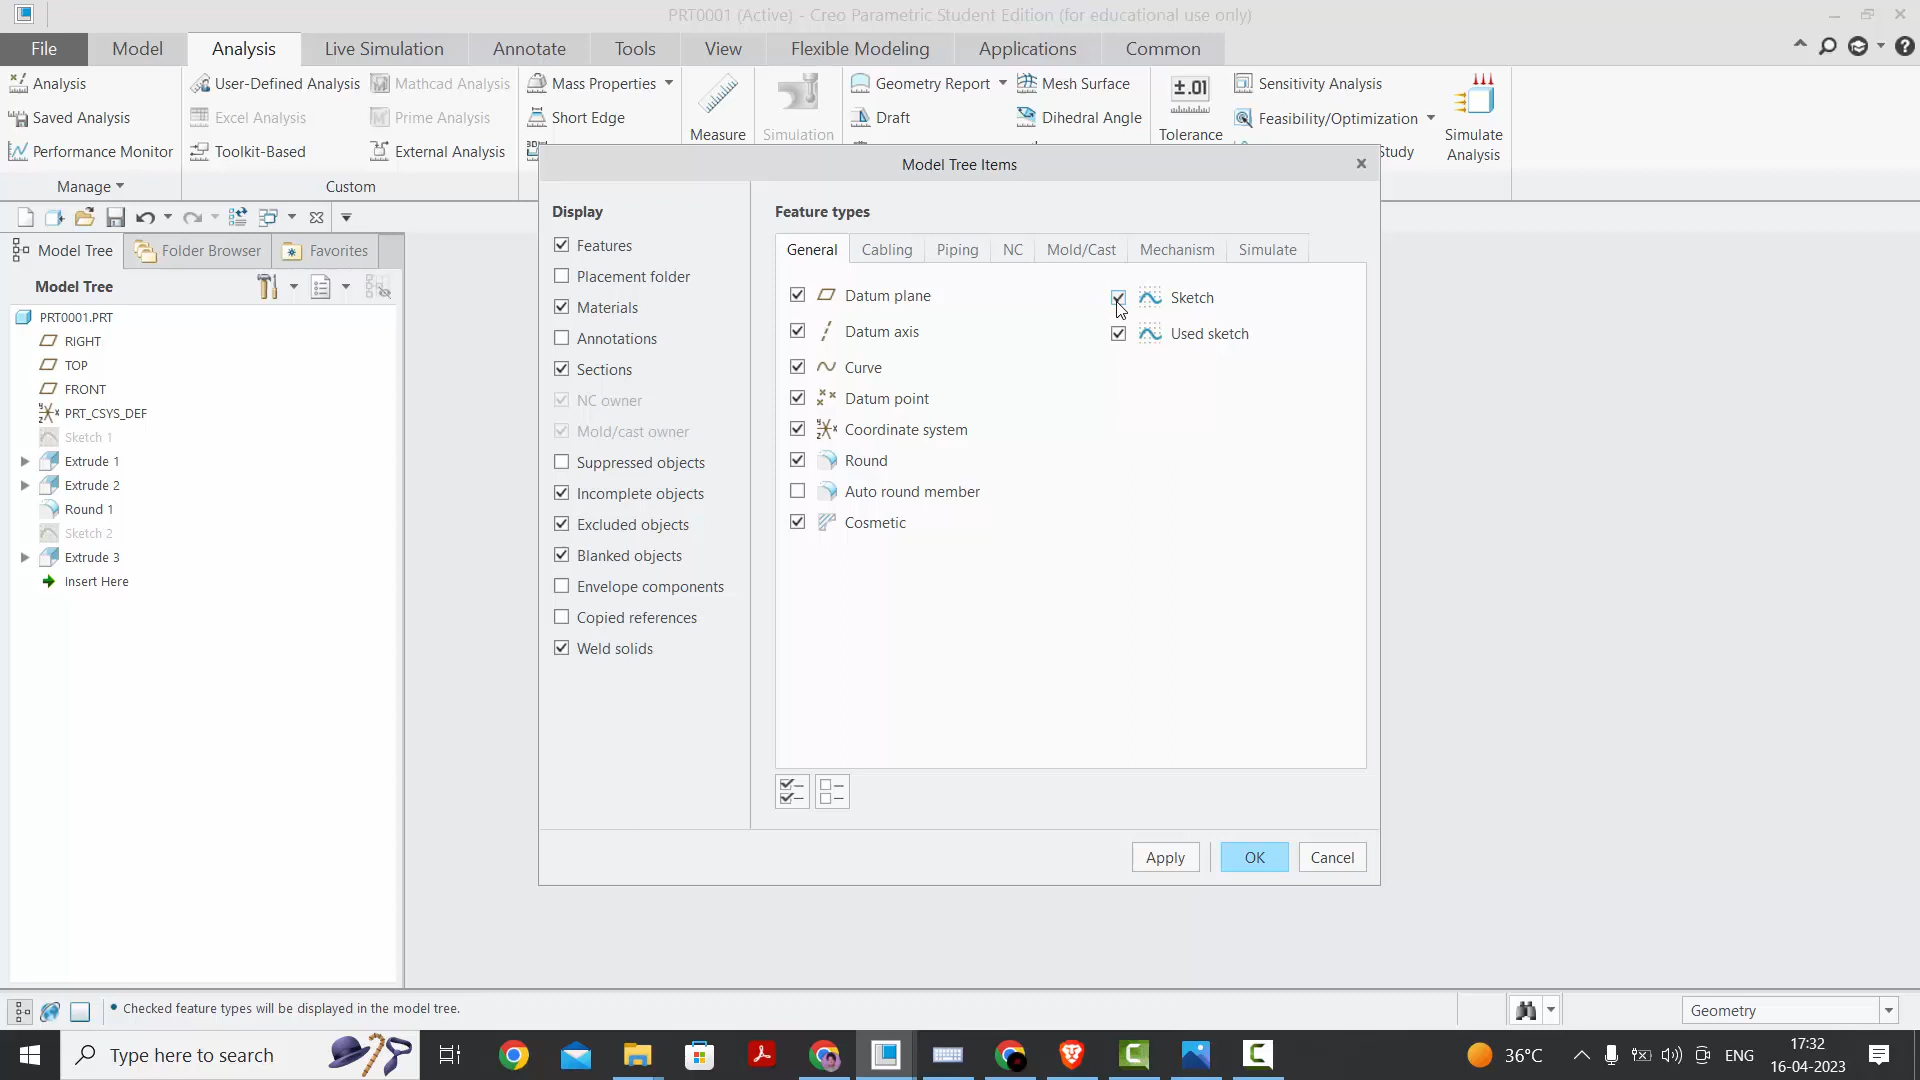 PRT0001 (Active) - Creo Parametric Student Edition (for educational use only)
File Model Analysis Live Simulation Annotate Tools View Flexible Modeling Applications Common
Analysis User-Defined Analysis Mathcad Analysis Mass Properties Geometry Report Mesh Surface Sensitivity Analysis
Saved Analysis Excel Analysis Prime Analysis Short Edge Draft Dihedral Angle Feasibility/Optimization
±.01
Measure Simulation Tolerance Simulate
Analysis
Performance Monitor Toolkit-Based External Analysis Study
Manage Custom
Model Tree Items
Model Tree Folder Browser Favorites
Model Tree
PRT0001.PRT
RIGHT
TOP
FRONT
PRT_CSYS_DEF
Sketch 1
Extrude 1
Extrude 2
Round 1
Sketch 2
Extrude 3
Insert Here
Display
Features
Placement folder
Materials
Annotations
Sections
NC owner
Mold/cast owner
Suppressed objects
Incomplete objects
Excluded objects
Blanked objects
Envelope components
Copied references
Weld solids
Feature types
General Cabling Piping NC Mold/Cast Mechanism Simulate
Datum plane
Datum axis
Curve
Datum point
Coordinate system
Round
Auto round member
Cosmetic
Sketch
Used sketch
Apply OK Cancel
Checked feature types will be displayed in the model tree.
Geometry
Type here to search
36°C ENG 17:32
16-04-2023